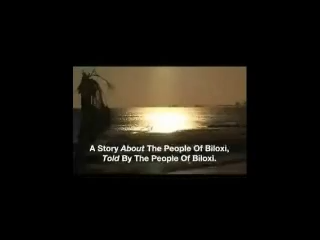 A Story About The People Of Biloxi,
Told By The People Of Biloxi.